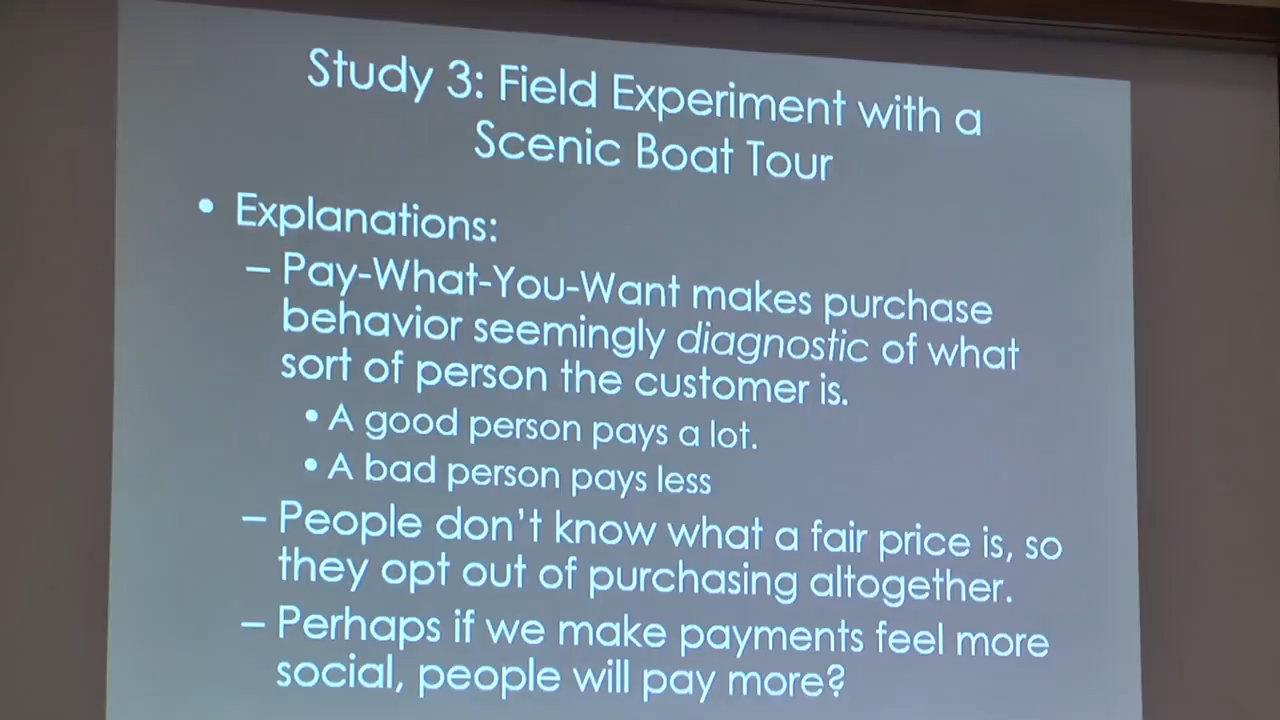 Study 3: Field Experiment with a
Scenic Boat Tour
• Explanations:
– Pay-What-You-Want makes purchase
behavior seemingly diagnostic of what
sort of person the customer is.
• A good person pays a lot.
• A bad person pays less
– People don't know what a fair price is, so
they opt out of purchasing altogether.
– Perhaps if we make payments feel more
social, people will pay more?